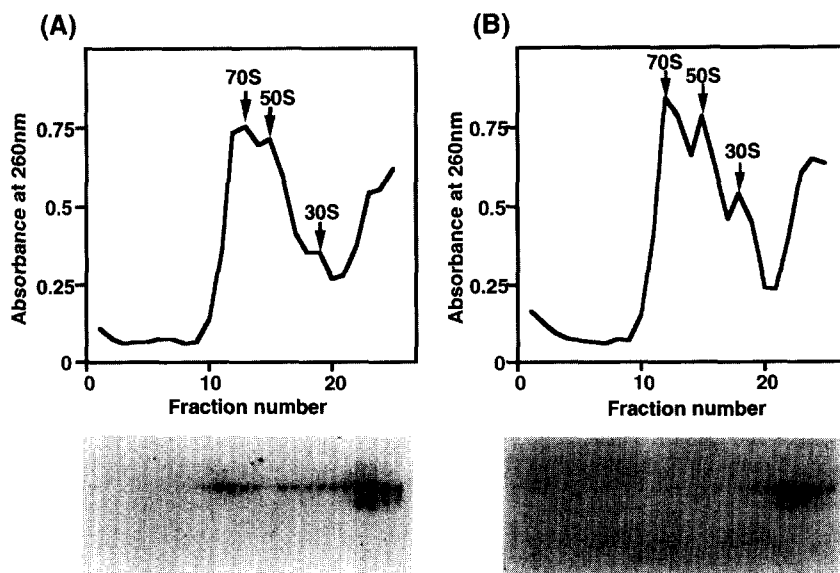 (A)
70S
50S
30S
0.75
0.5
0.25
0
Absorbance at 260nm
0
10
20
Fraction number
(B)
70S
50S
30S
0.75
0.5
0.25
0
Absorbance at 260nm
0
10
20
Fraction number